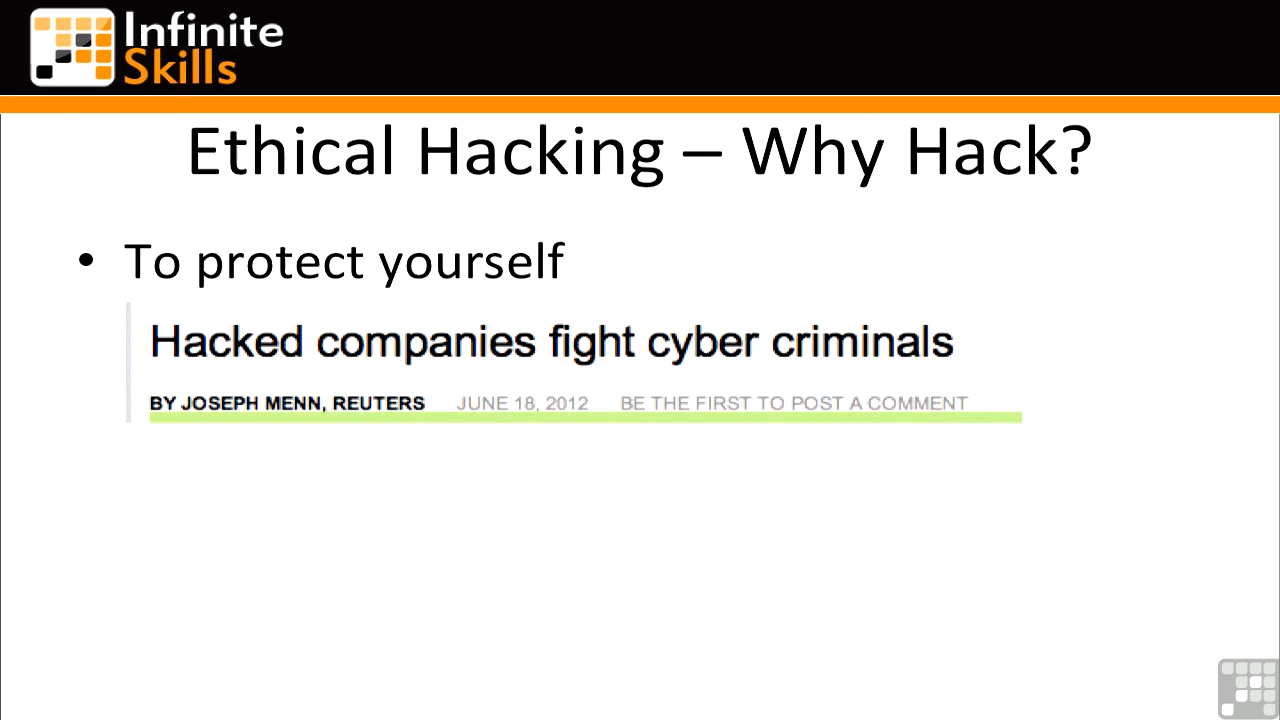 Infinite
Skills
Ethical Hacking – Why Hack?
• To protect yourself
Hacked companies fight cyber criminals
BY JOSEPH MENN, REUTERS JUNE 18, 2012 BE THE FIRST TO POST A COMMENT